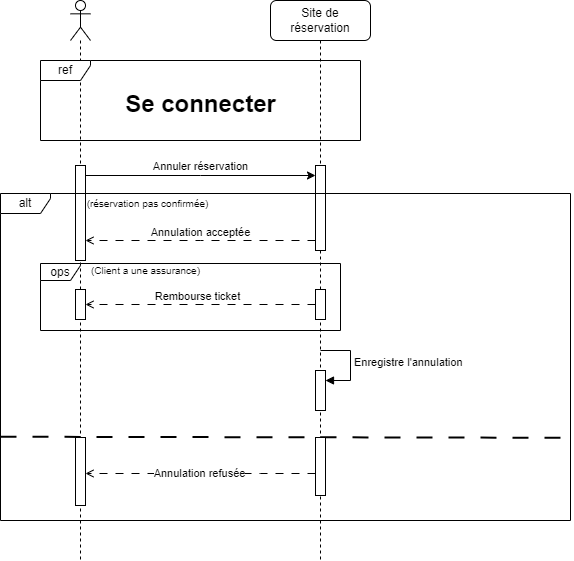 Site de
réservation
ref
Se connecter
Annuler réservation
alt
(réservation pas confirmée)
Annulation acceptée
ops
(Client a une assurance)
Rembourse ticket
Enregistre l'annulation
Annulation refusée